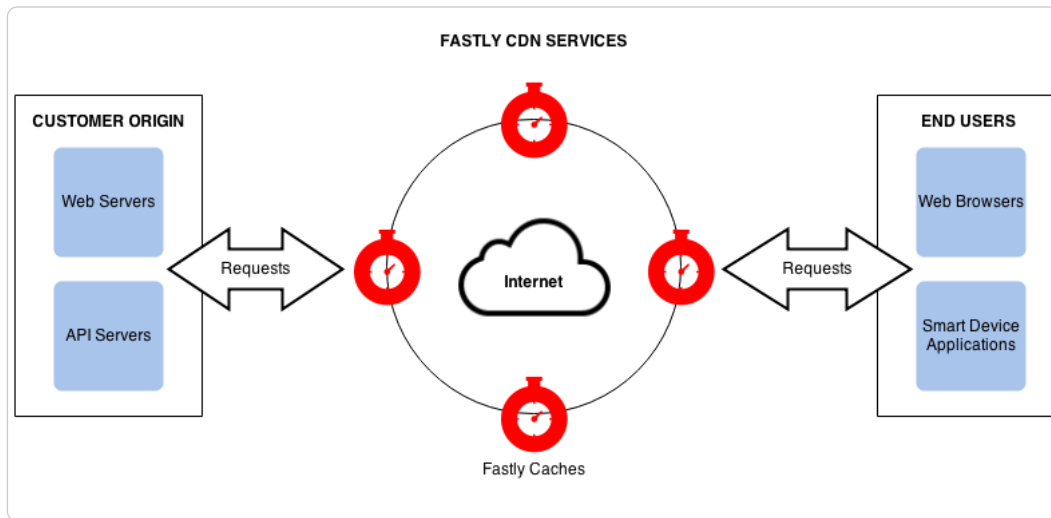 FASTLY CDN SERVICES
CUSTOMER ORIGIN
Web Servers
API Servers
Requests
Internet
Fastly Caches
Requests
END USERS
Web Browsers
Smart Device
Applications